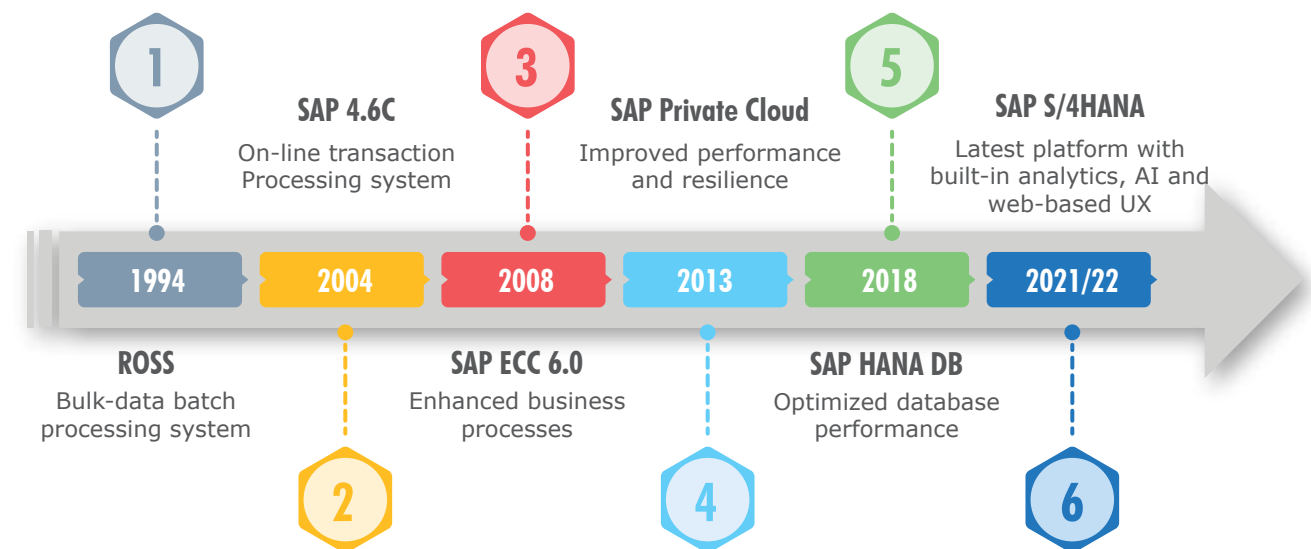 1
3
5
SAP 4.6C
On-line transaction
Processing system
SAP Private Cloud
Improved performance
and resilience
SAP S/4HANA
Latest platform with
built-in analytics, AI and
web-based UX
1994
2004
2008
2013
2018
2021/22
ROSS
Bulk-data batch
processing system
SAP ECC 6.0
Enhanced business
processes
SAP HANA DB
Optimized database
performance
2
4
6